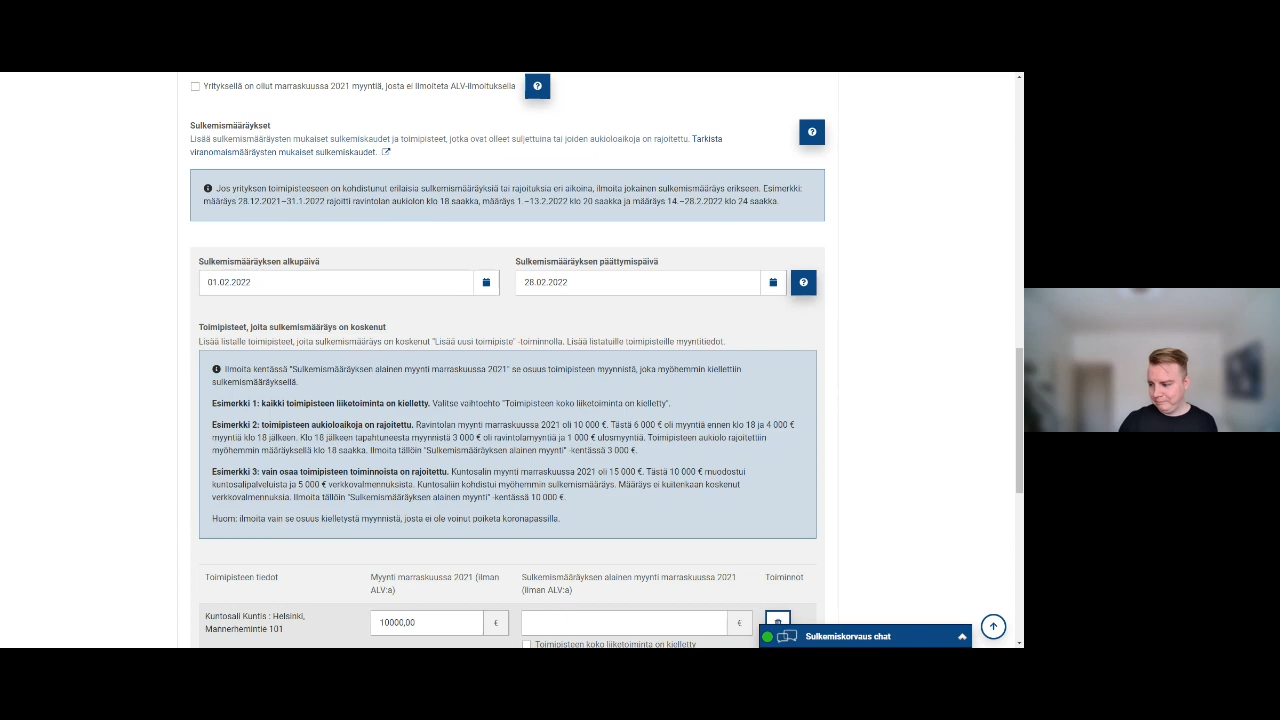 Yrityksellä on ollut marraskuussa 2021 myyntiä, josta ei ilmoiteta ALV-ilmoituksella
Sulkemismääräykset
Lisää sulkemismääräysten mukaiset sulkemiskaudet ja toimipisteet, jotka ovat olleet suljettuina tai joiden aukioloaikoja on rajoitettu. Tarkista
viranomaismääräysten mukaiset sulkemiskaudet.
Jos yrityksen toimipisteeseen on kohdistunut erilaisia sulkemismääräyksiä tai rajoituksia eri aikoina, ilmoita jokainen sulkemismääräys erikseen. Esimerkki:
määräys 28.12.2021–31.1.2022 rajoitti ravintolan aukiolon klo 18 saakka, määräys 1.–13.2.2022 klo 20 saakka ja määräys 14.–28.2.2022 klo 24 saakka.
Sulkemismääräyksen alkupäivä
Sulkemismääräyksen päättymispäivä
01.02.2022
28.02.2022
Toimipisteet, joita sulkemismääräys on koskenut
Lisää listalle toimipisteet, joita sulkemismääräys on koskenut "Lisää uusi toimipiste" -toiminnolla. Lisää listatuille toimipisteille myyntitiedot.
Ilmoita kentässä "Sulkemismääräyksen alainen myynti marraskuussa 2021" se osuus toimipisteen myynnistä, joka myöhemmin kiellettiin
sulkemismääräyksellä.
Esimerkki 1: kaikki toimipisteen liiketoiminta on kielletty. Valitse vaihtoehto "Toimipisteen koko liiketoiminta on kielletty".
Esimerkki 2: toimipisteen aukioloaikoja on rajoitettu. Ravintolan myynti marraskuussa 2021 oli 10 000 €. Tästä 6 000 € oli myyntiä ennen klo 18 ja 4 000 €
myyntiä klo 18 jälkeen. Klo 18 jälkeen tapahtuneesta myynnistä 3 000 € oli ravintolamyyntiä ja 1 000 € ulosmyyntiä. Toimipisteen aukiolo rajoitettiin
myöhemmin määräyksellä klo 18 saakka. Ilmoita tällöin "Sulkemismääräyksen alainen myynti" -kentässä 3 000 €.
Esimerkki 3: vain osaa toimipisteen toiminnoista on rajoitettu. Kuntosalin myynti marraskuussa 2021 oli 15 000 €. Tästä 10 000 € muodostui
kuntosalipalveluista ja 5 000 € verkkovalmennuksista. Kuntosaliin kohdistui myöhemmin sulkemismääräys. Määräys ei kuitenkaan koskenut
verkkovalmennuksia. Ilmoita tällöin "Sulkemismääräyksen alainen myynti" -kentässä 10 000 €.
Huom: ilmoita vain se osuus kielletystä myynnistä, josta ei ole voinut poiketa koronapassilla.
Toimipisteen tiedot
Myynti marraskuussa 2021 (ilman
ALV:a)
Sulkemismääräyksen alainen myynti marraskuussa 2021
(ilman ALV:a)
Toiminnot
Kuntosali Kuntis : Helsinki,
Mannerhemintie 101
10000,00
€
€
Toimipisteen koko liiketoiminta on kielletty
Sulkemiskorvaus chat